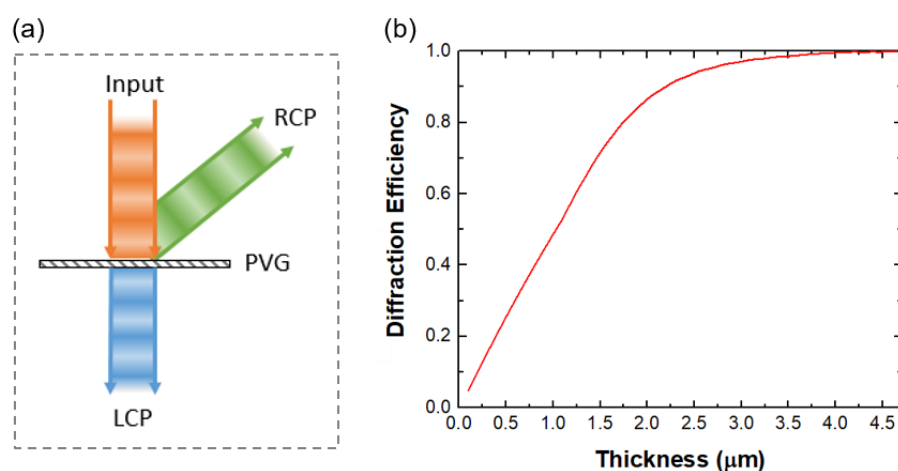 (a)
Input
RCP
PVG
LCP
(b)
Diffraction Efficiency
1.0
0.8
0.6
0.4
0.2
0.0
0.0 0.5 1.0 1.5 2.0 2.5 3.0 3.5 4.0 4.5
Thickness (μm)